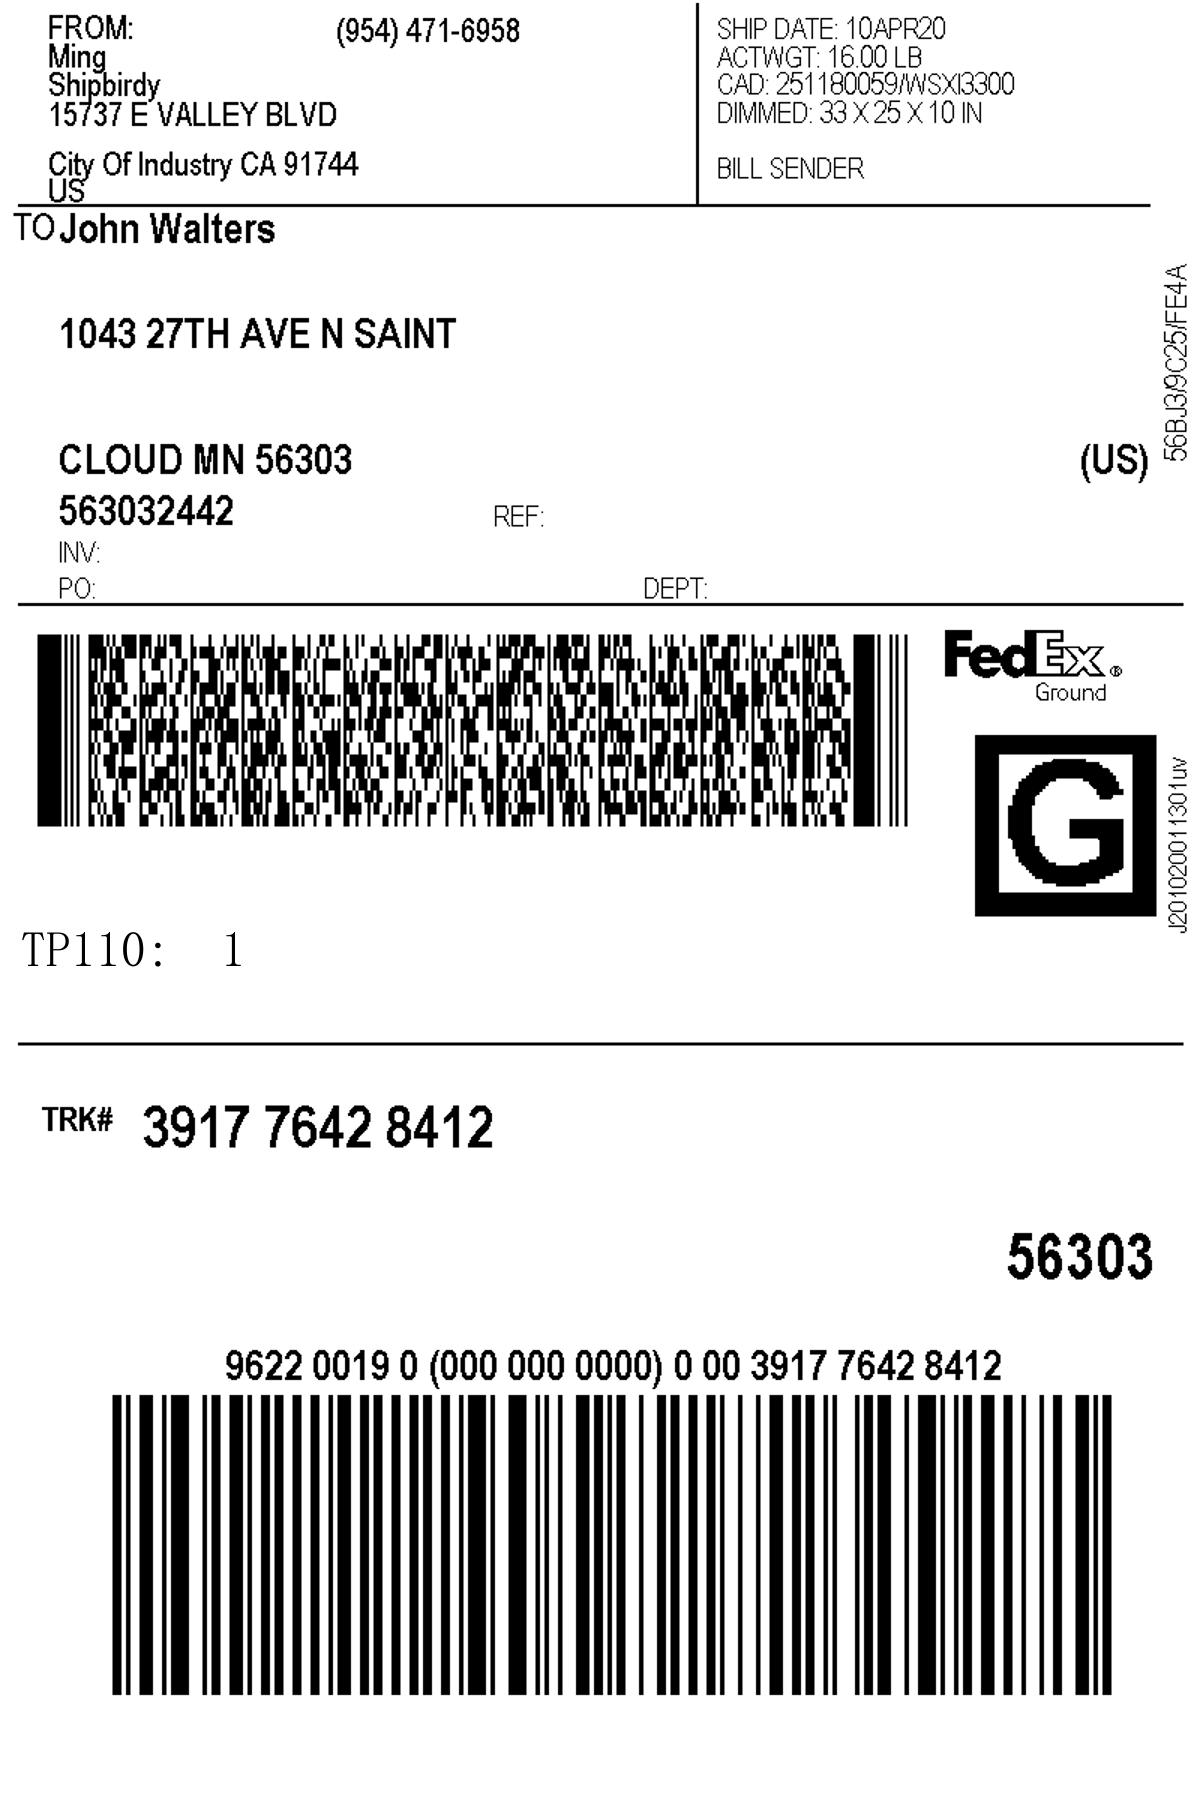 FROM: (954) 471-6958
Ming
Shipbirdy
15737 E VALLEY BLVD
City Of Industry CA 91744
US
SHIP DATE: 10APR20
ACTWGT: 16.00 LB
CAD: 251180059/WSXI3300
DIMMED: 33 X 25 X 10 IN
BILL SENDER
TO John Walters
1043 27TH AVE N SAINT
CLOUD MN 56303 (US)
563032442 REF:
INV:
PO: DEPT:
56BJ3/9C25/FE4A
FedEx®
Ground
G
J201020011301uv
TP110: 1
TRK# 3917 7642 8412
56303
9622 0019 0 (000 000 0000) 0 00 3917 7642 8412